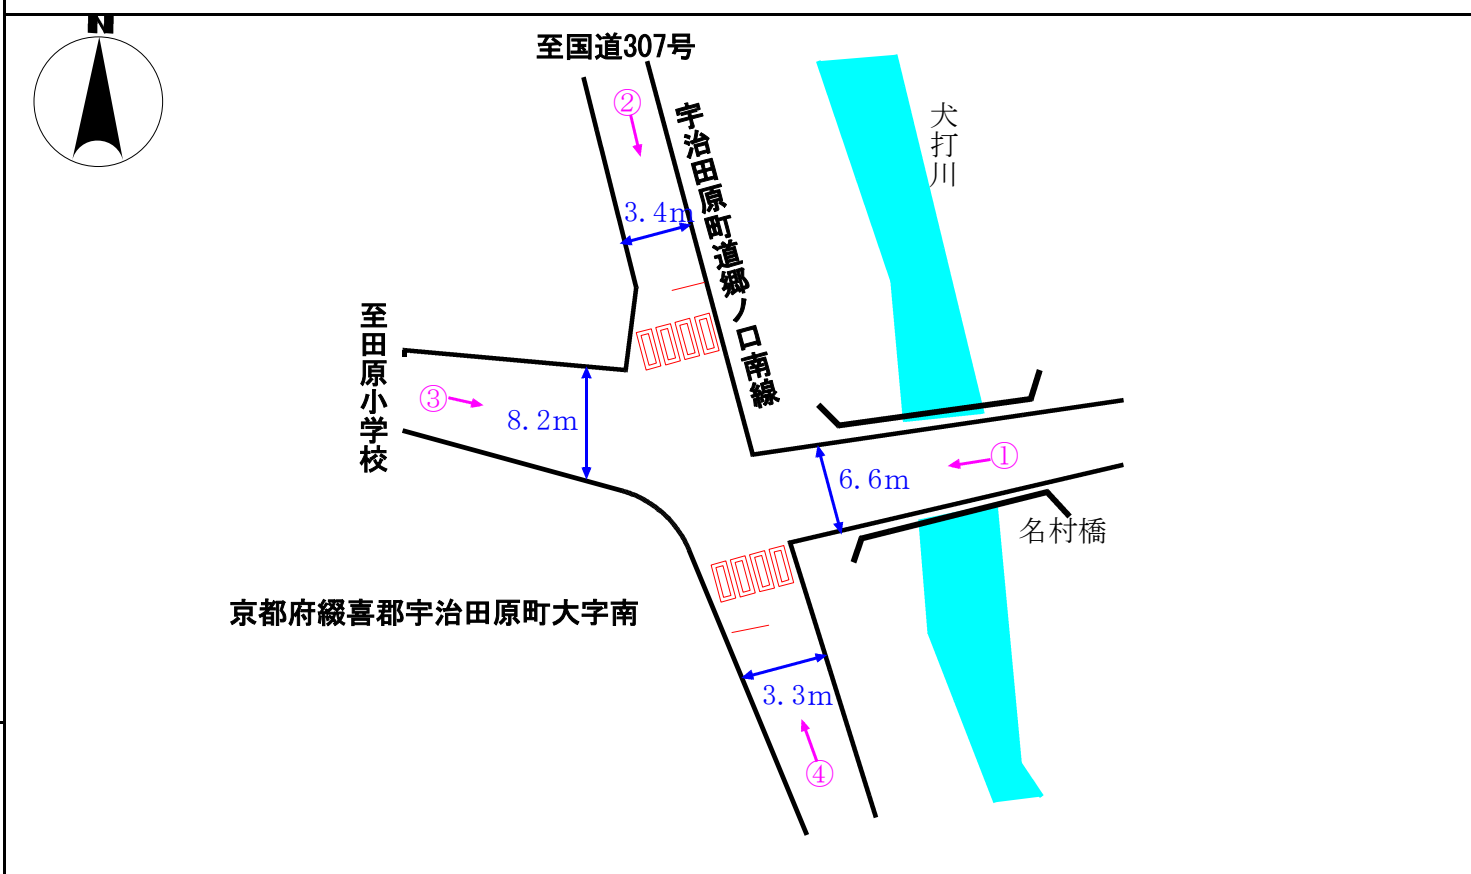 N
至国道307号
②
宇治田原町道郷ノ口南線
犬打川
3.4m
至田原小学校
③
8.2m
①
6.6m
名村橋
京都府綴喜郡宇治田原町大字南
3.3m
④